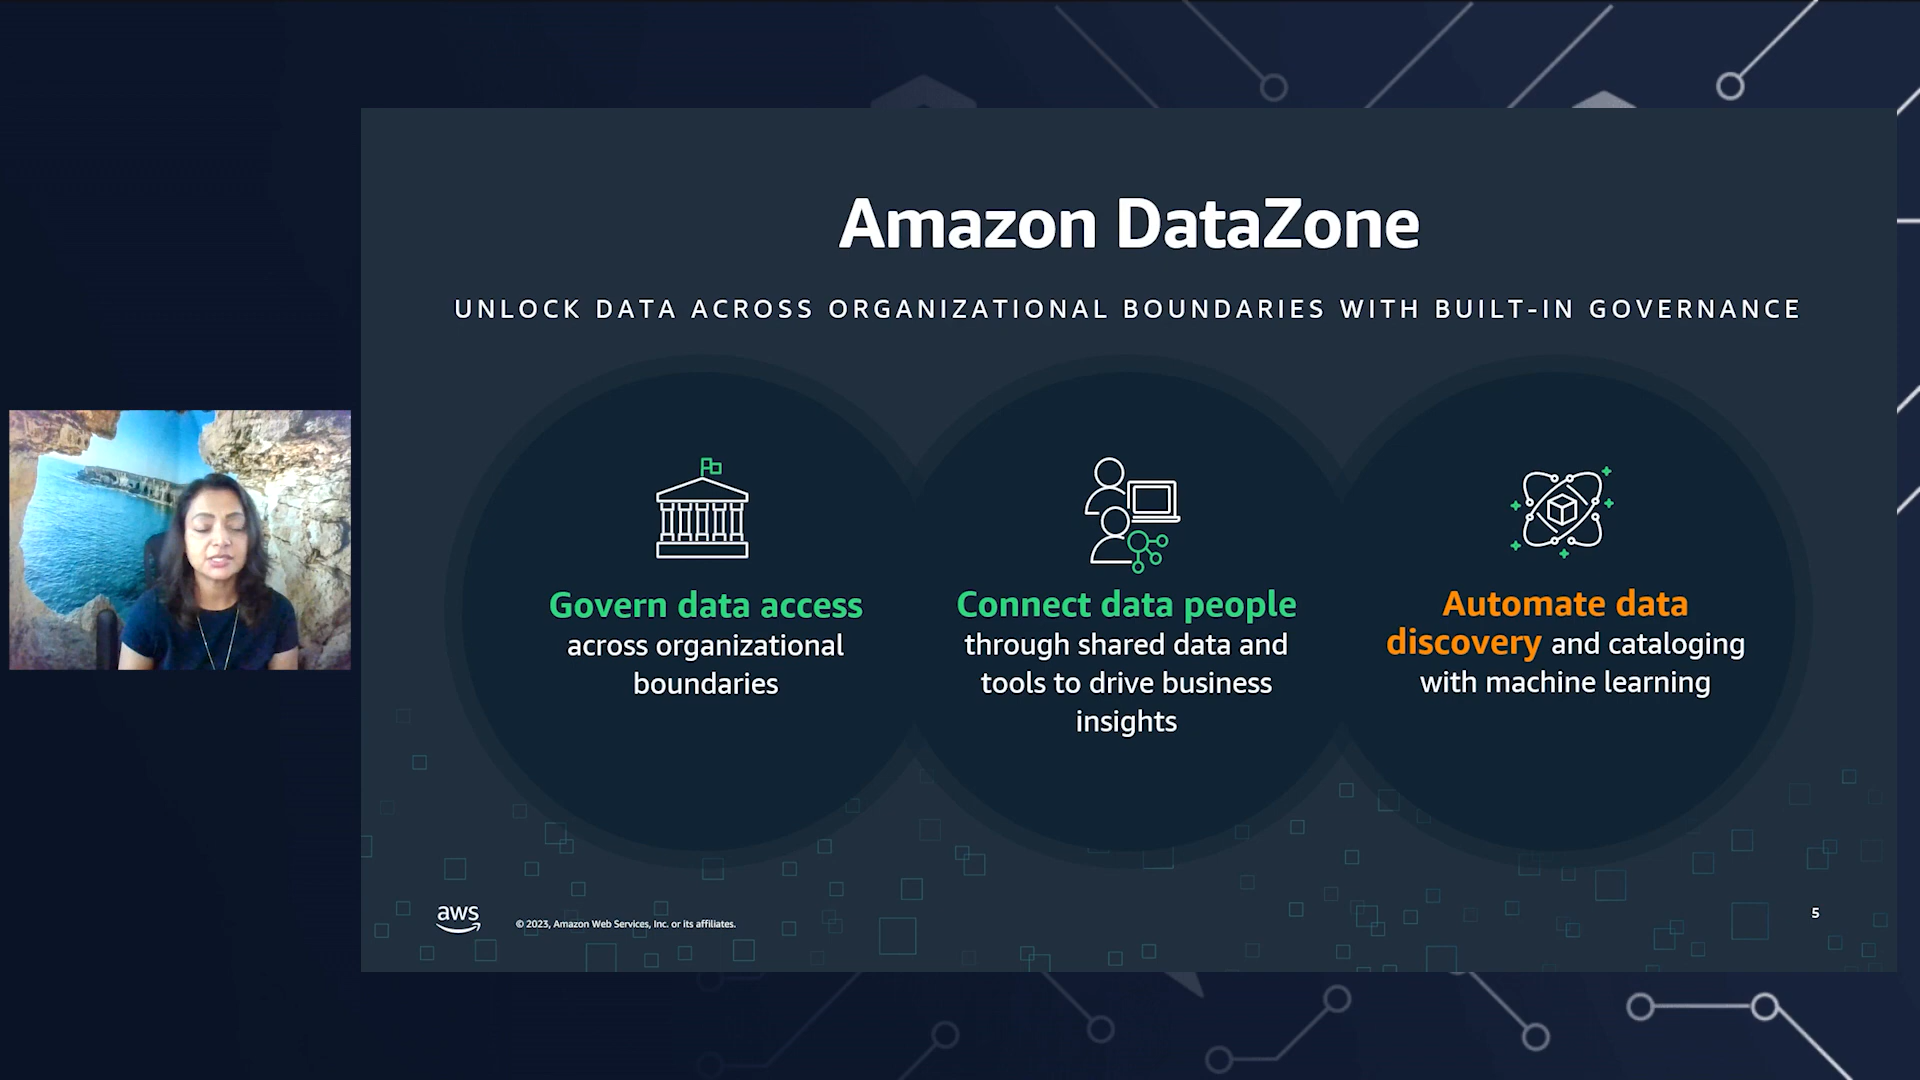 Amazon DataZone
UNLOCK DATA ACROSS ORGANIZATIONAL BOUNDARIES WITH BUILT-IN GOVERNANCE
Govern data access
across organizational
boundaries
Connect data people
through shared data and
tools to drive business
insights
Automate data
discovery and cataloging
with machine learning
aws
© 2023, Amazon Web Services, Inc. or its affiliates.
5